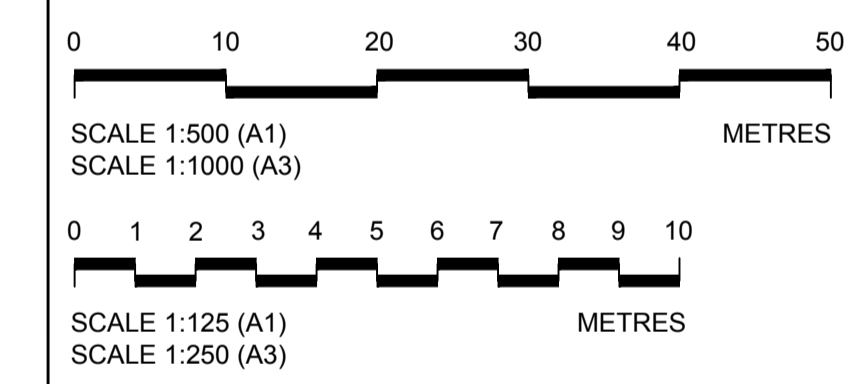 0 10 20 30 40 50
SCALE 1:500 (A1) METRES
SCALE 1:1000 (A3)
0 1 2 3 4 5 6 7 8 9 10
SCALE 1:125 (A1) METRES
SCALE 1:250 (A3)